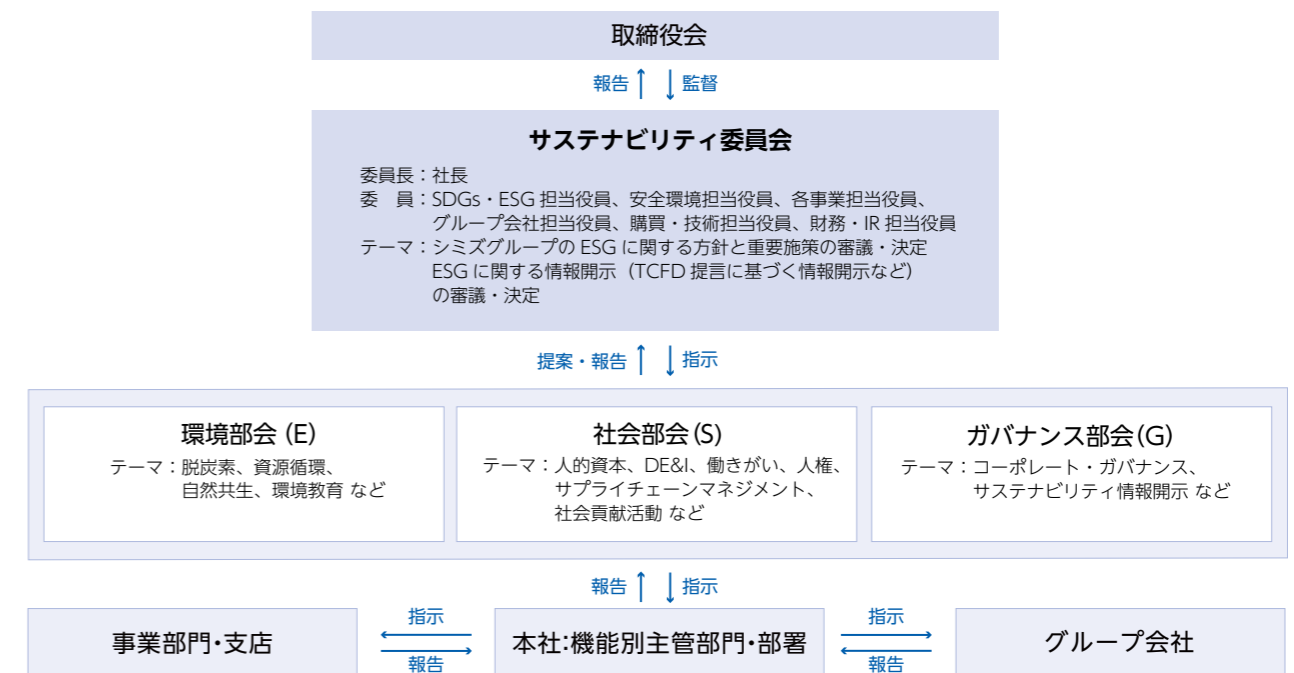 取締役会
報告 監督
サステナビリティ委員会
委員長：社長
委　員：SDGs・ESG 担当役員、安全環境担当役員、各事業担当役員、
グループ会社担当役員、購買・技術担当役員、財務・IR 担当役員
テーマ：シミズグループの ESG に関する方針と重要施策の審議・決定
ESG に関する情報開示（TCFD 提言に基づく情報開示など）
の審議・決定
提案・報告 指示
環境部会 (E)
テーマ：脱炭素、資源循環、
自然共生、環境教育 など
社会部会 (S)
テーマ：人的資本、DE&I、働きがい、人権、
サプライチェーンマネジメント、
社会貢献活動 など
ガバナンス部会 (G)
テーマ：コーポレート・ガバナンス、
サステナビリティ情報開示 など
報告 指示
事業部門・支店
指示
報告
本社：機能別主管部門・部署
指示
報告
グループ会社